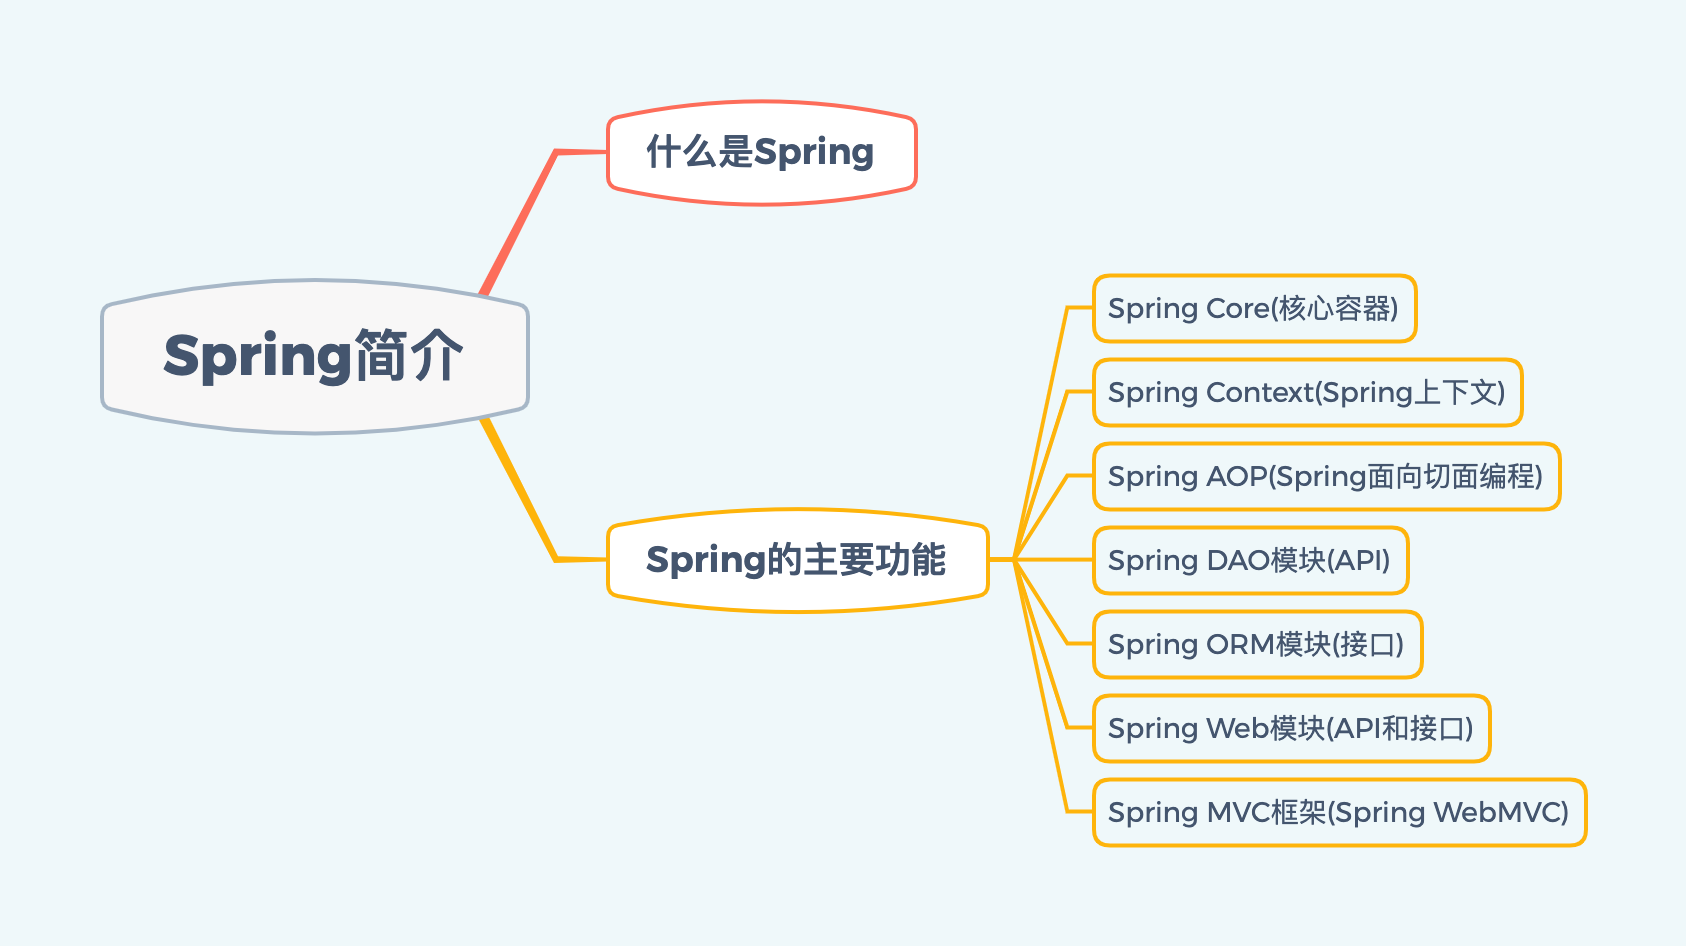 什么是Spring
Spring简介
Spring的主要功能
Spring Core(核心容器)
Spring Context(Spring上下文)
Spring AOP(Spring面向切面编程)
Spring DAO模块(API)
Spring ORM模块(接口)
Spring Web模块(API和接口)
Spring MVC框架(Spring WebMVC)